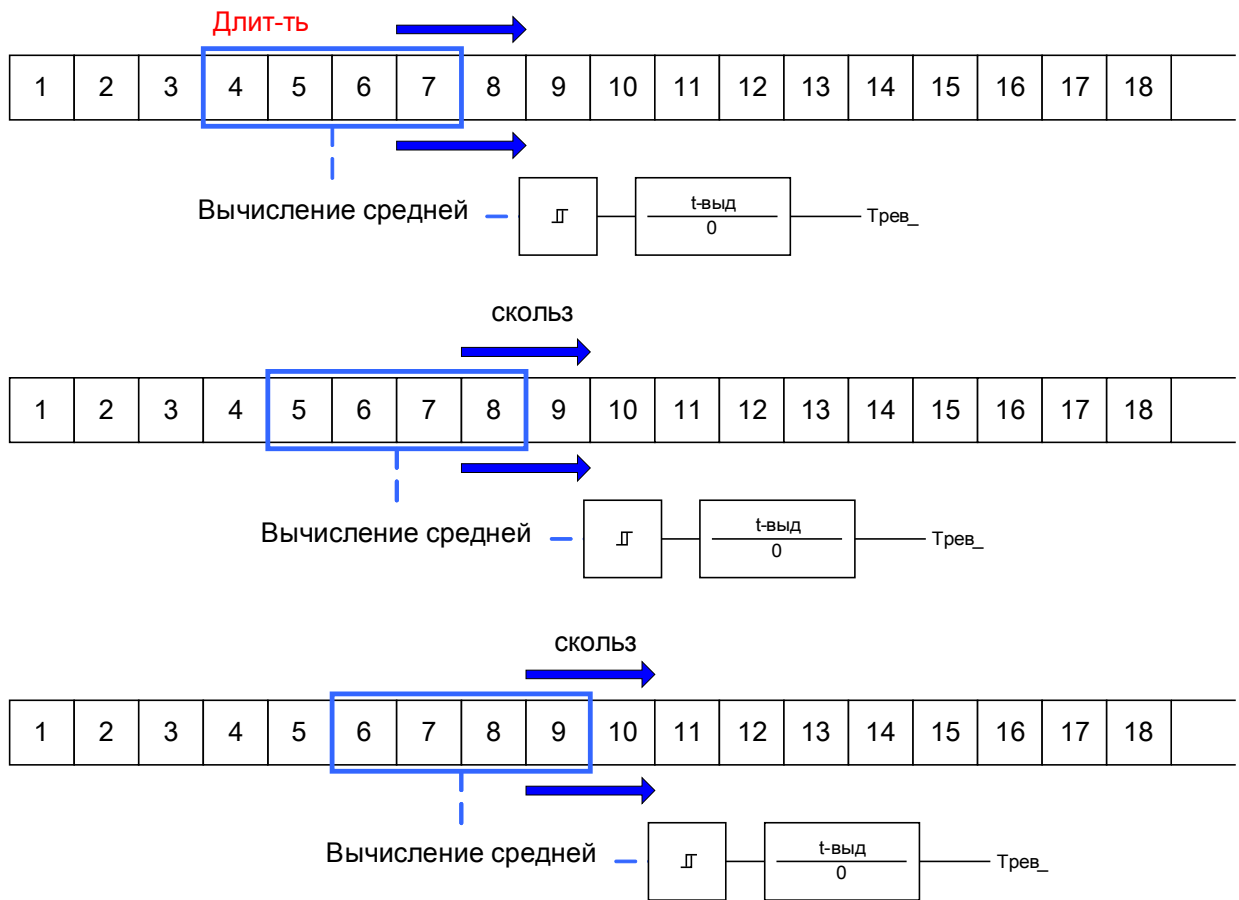 Длит-ть
1 2 3 4 5 6 7 8 9 10 11 12 13 14 15 16 17 18
Вычисление средней
t-выд
0
Трев_
скольз
1 2 3 4 5 6 7 8 9 10 11 12 13 14 15 16 17 18
Вычисление средней
t-выд
0
Трев_
скольз
1 2 3 4 5 6 7 8 9 10 11 12 13 14 15 16 17 18
Вычисление средней
t-выд
0
Трев_